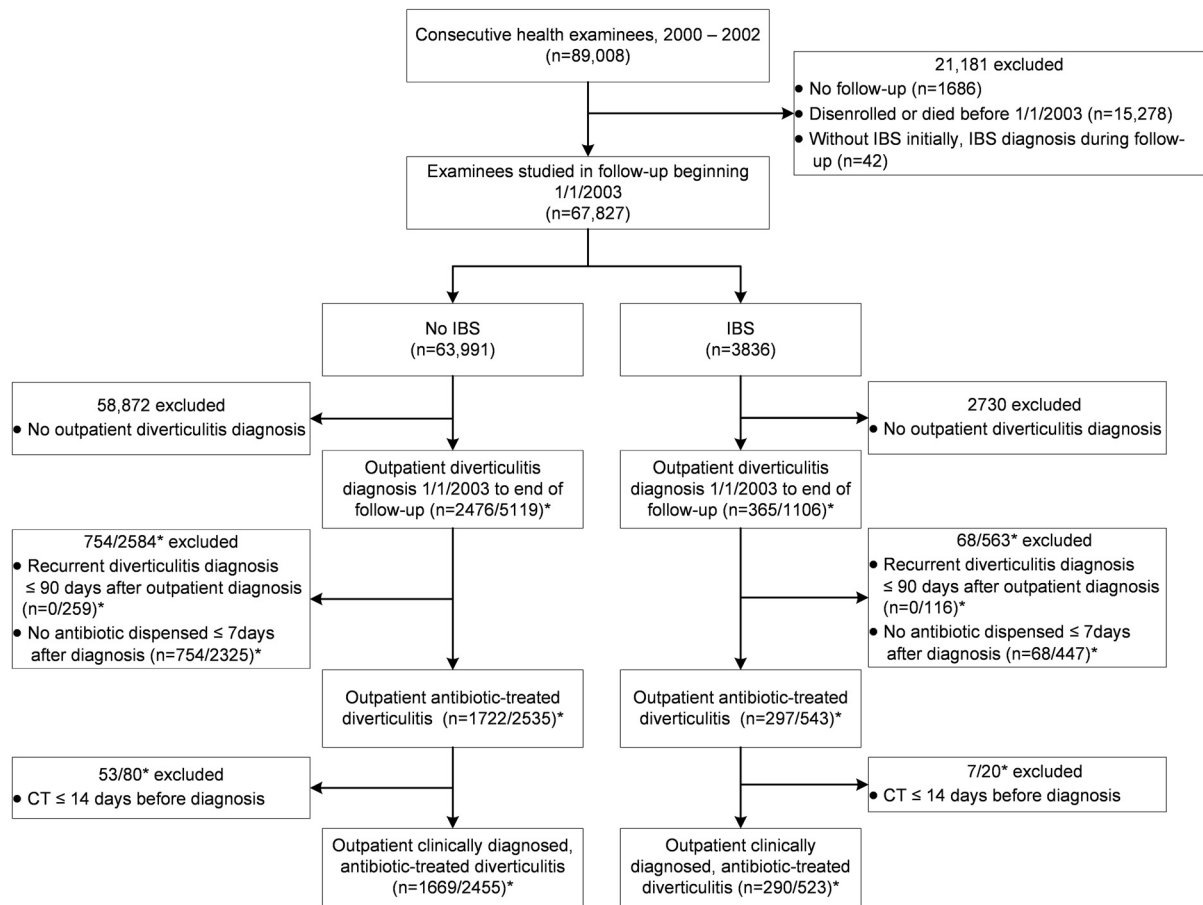 Consecutive health examinees, 2000 – 2002
(n=89,008)
21,181 excluded
● No follow-up (n=1686)
● Disenrolled or died before 1/1/2003 (n=15,278)
● Without IBS initially, IBS diagnosis during follow-
up (n=42)
Examinees studied in follow-up beginning
1/1/2003
(n=67,827)
No IBS
(n=63,991)
IBS
(n=3836)
58,872 excluded
● No outpatient diverticulitis diagnosis
2730 excluded
● No outpatient diverticulitis diagnosis
Outpatient diverticulitis
diagnosis 1/1/2003 to end of
follow-up (n=2476/5119)*
Outpatient diverticulitis
diagnosis 1/1/2003 to end of
follow-up (n=365/1106)*
754/2584* excluded
● Recurrent diverticulitis diagnosis
≤ 90 days after outpatient diagnosis
(n=0/259)*
● No antibiotic dispensed ≤ 7days
after diagnosis (n=754/2325)*
68/563* excluded
● Recurrent diverticulitis diagnosis
≤ 90 days after outpatient diagnosis
(n=0/116)*
● No antibiotic dispensed ≤ 7days
after diagnosis (n=68/447)*
Outpatient antibiotic-treated
diverticulitis (n=1722/2535)*
Outpatient antibiotic-treated
diverticulitis (n=297/543)*
53/80* excluded
● CT ≤ 14 days before diagnosis
7/20* excluded
● CT ≤ 14 days before diagnosis
Outpatient clinically diagnosed,
antibiotic-treated diverticulitis
(n=1669/2455)*
Outpatient clinically
diagnosed, antibiotic-treated
diverticulitis (n=290/523)*